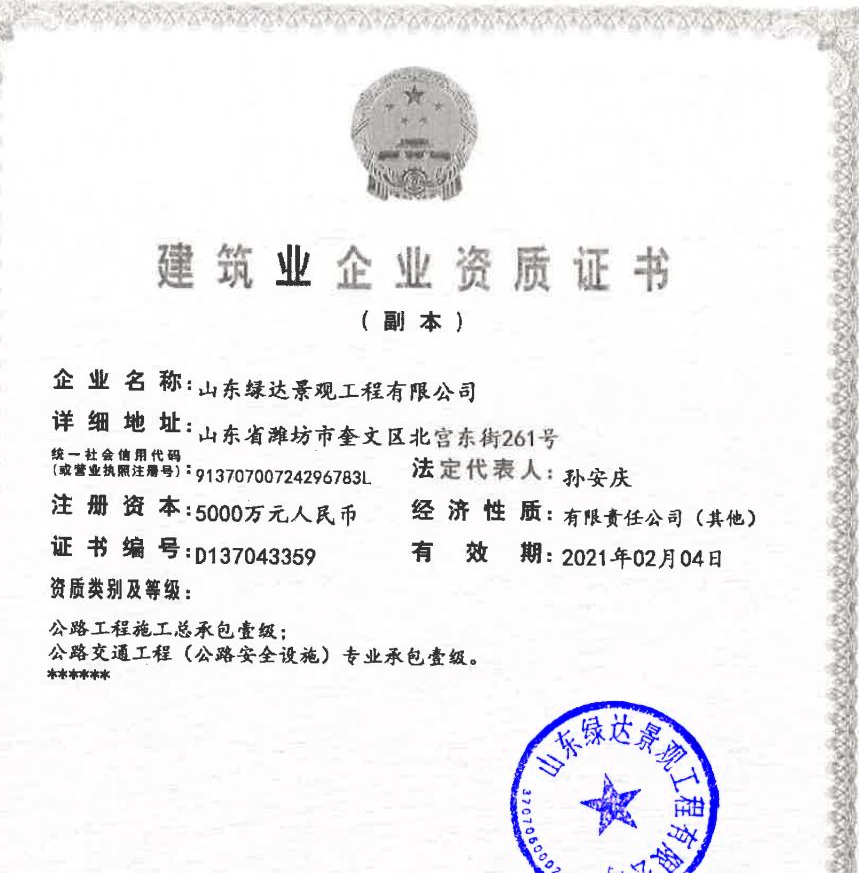 建筑业企业资质证书
（副本）
企业名称：山东绿达景观工程有限公司
详细地址：山东省潍坊市奎文区北宫东街261号
统一社会信用代码
（或营业执照注册号）：91370700724296783L 法定代表人：孙安庆
注册资本：5000万元人民币 经济性质：有限责任公司（其他）
证书编号：D137043359 有效期：2021年02月04日
资质类别及等级：
公路工程施工总承包壹级；
公路交通工程（公路安全设施）专业承包壹级。
******
山东绿达景观工程有限